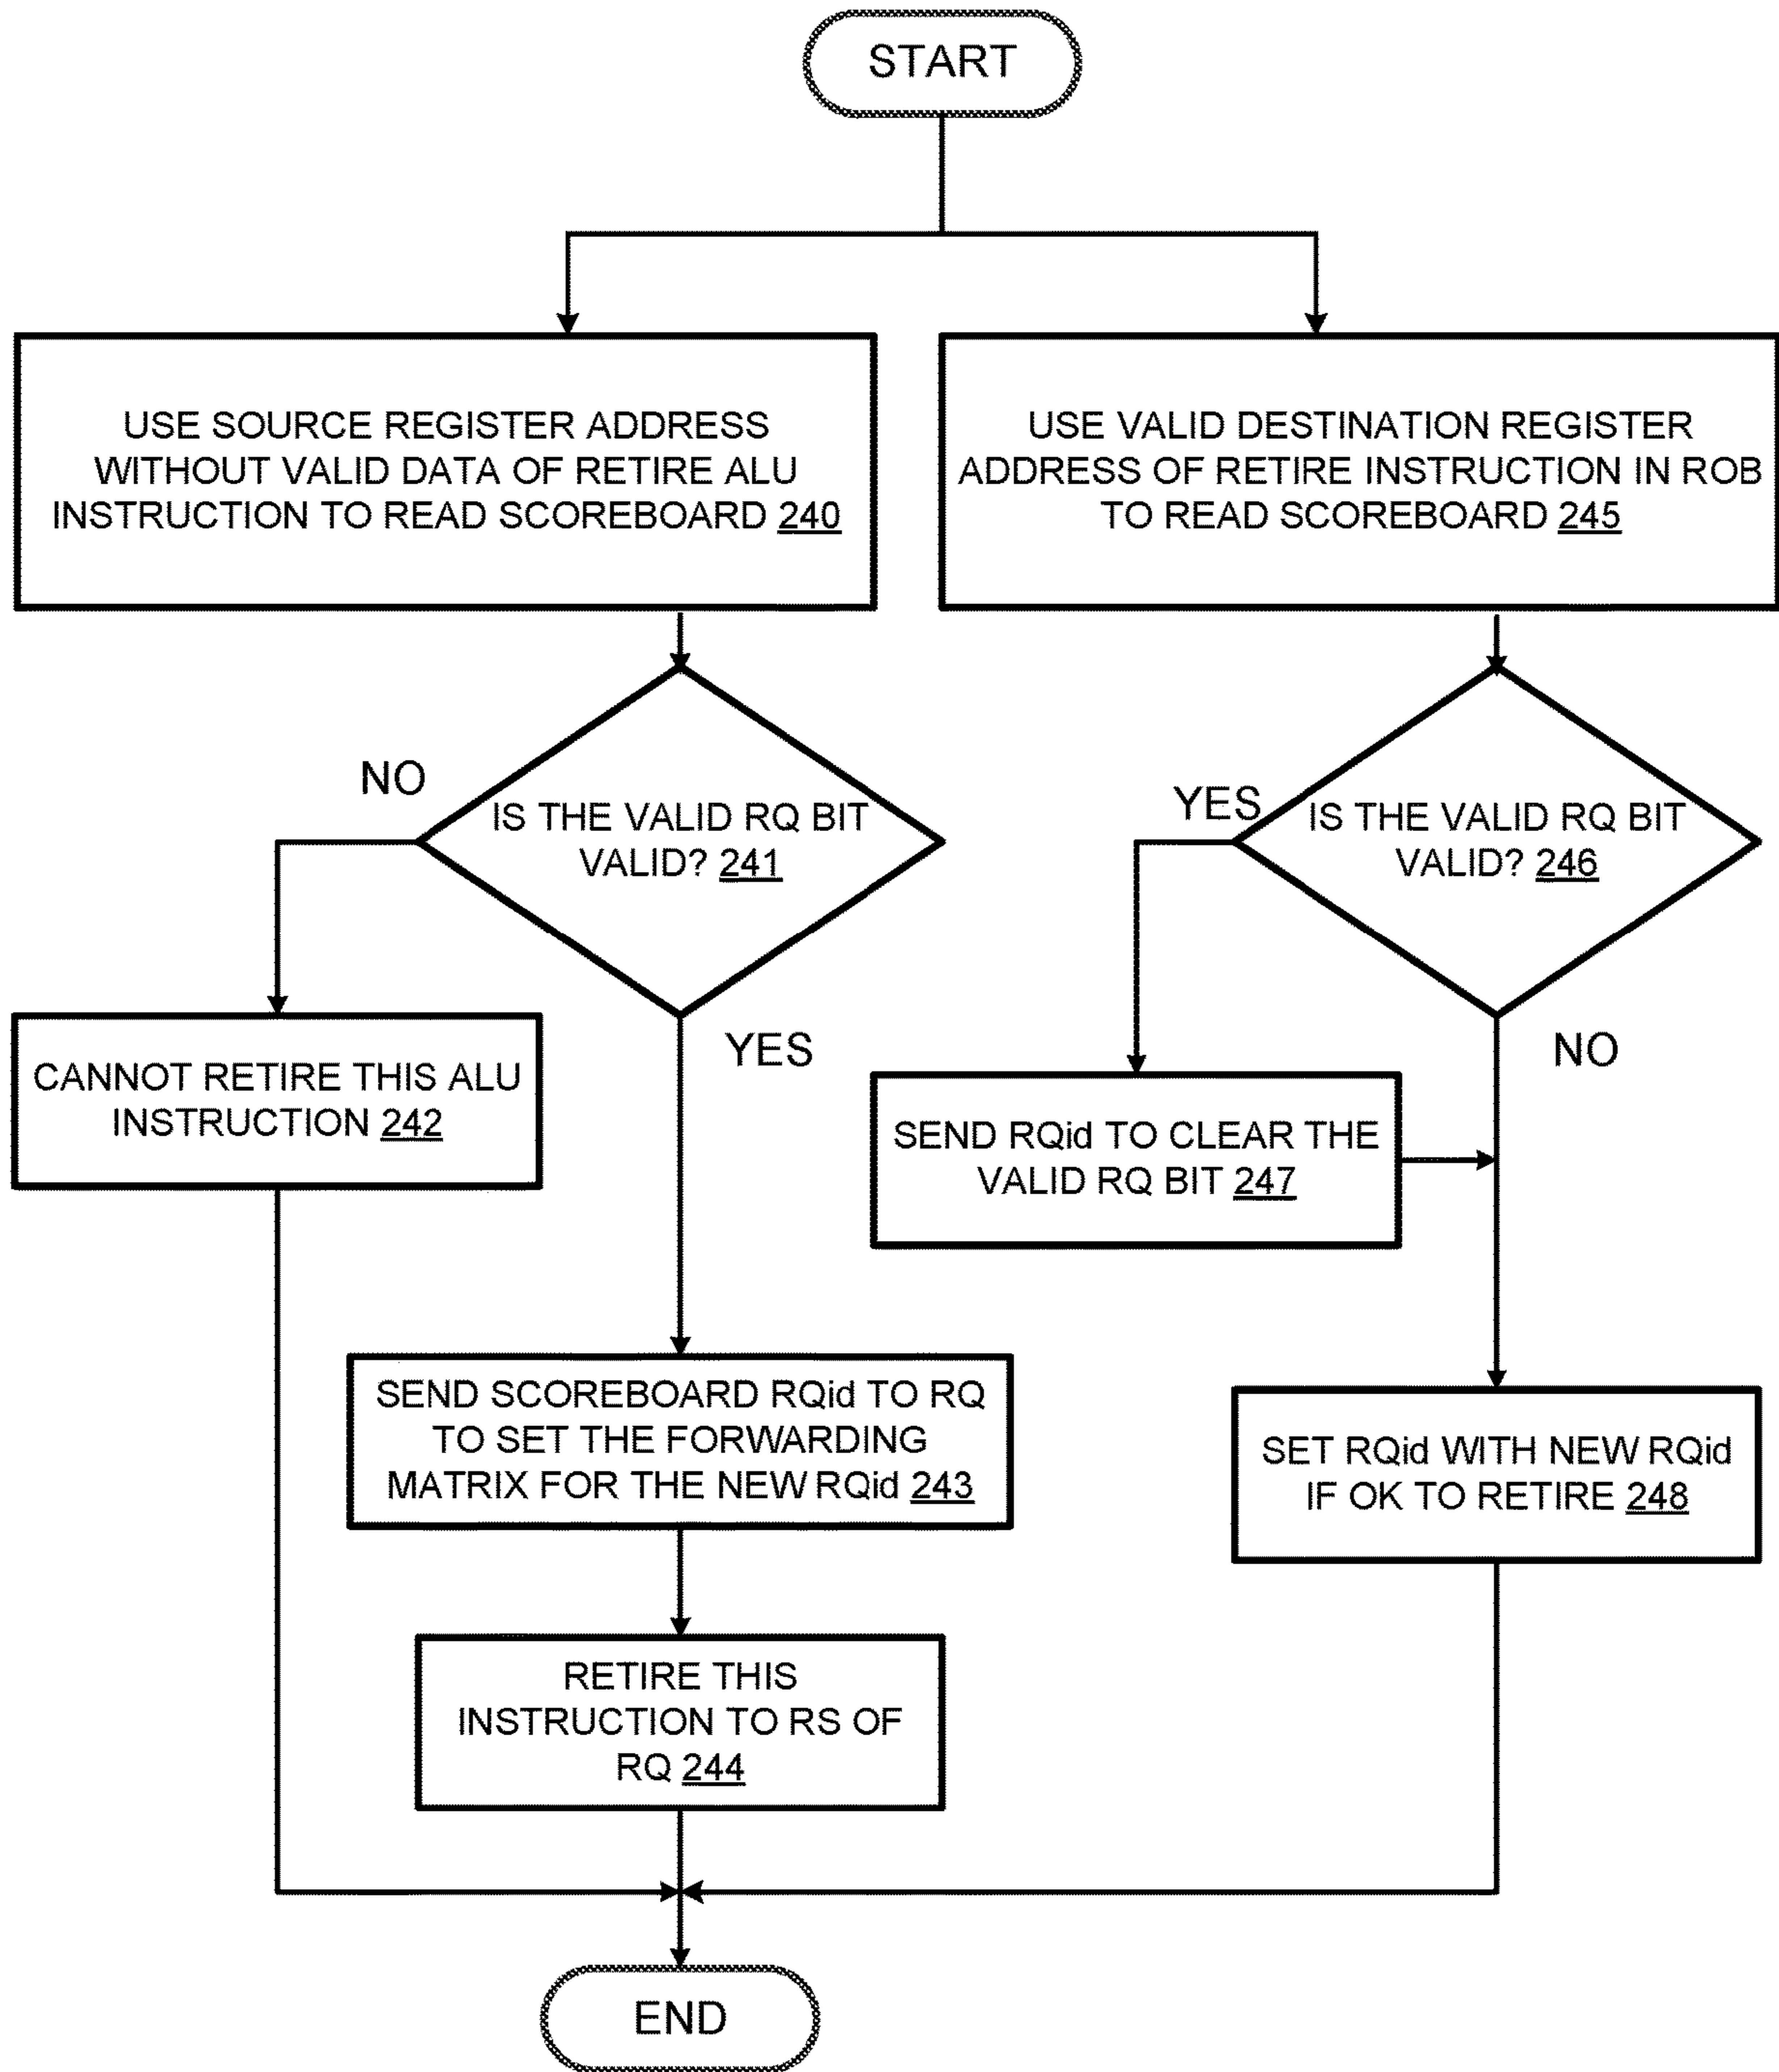 START
USE SOURCE REGISTER ADDRESS
WITHOUT VALID DATA OF RETIRE ALU
INSTRUCTION TO READ SCOREBOARD 240
USE VALID DESTINATION REGISTER
ADDRESS OF RETIRE INSTRUCTION IN ROB
TO READ SCOREBOARD 245
NO
IS THE VALID RQ BIT
VALID? 241
YES
YES
IS THE VALID RQ BIT
VALID? 246
NO
CANNOT RETIRE THIS ALU
INSTRUCTION 242
SEND RQid TO CLEAR THE
VALID RQ BIT 247
SEND SCOREBOARD RQid TO RQ
TO SET THE FORWARDING
MATRIX FOR THE NEW RQid 243
SET RQid WITH NEW RQid
IF OK TO RETIRE 248
RETIRE THIS
INSTRUCTION TO RS OF
RQ 244
END